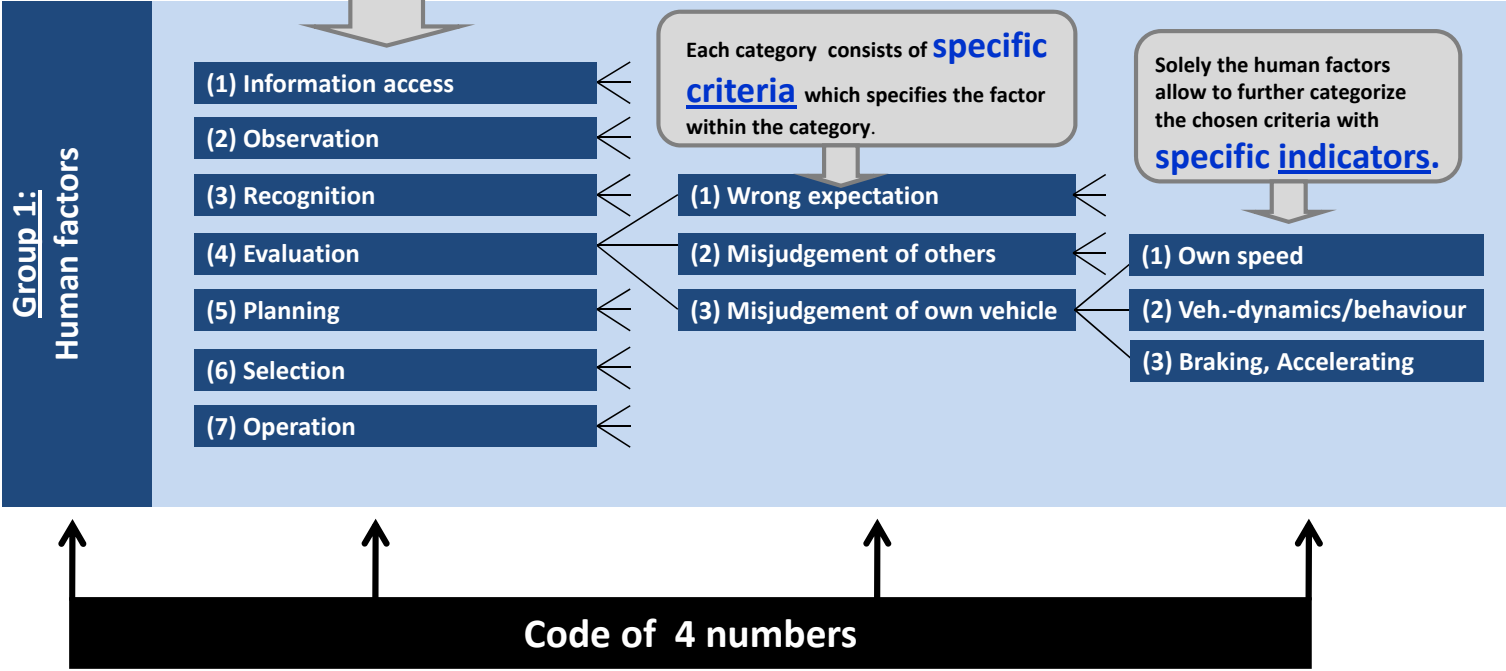 Group 1:
Human factors
(1) Information access
(2) Observation
(3) Recognition
(4) Evaluation
(5) Planning
(6) Selection
(7) Operation
Each category consists of specific
criteria which specifies the factor
within the category.
(1) Wrong expectation
(2) Misjudgement of others
(3) Misjudgement of own vehicle
Solely the human factors
allow to further categorize
the chosen criteria with
specific indicators.
(1) Own speed
(2) Veh.-dynamics/behaviour
(3) Braking, Accelerating
Code of 4 numbers